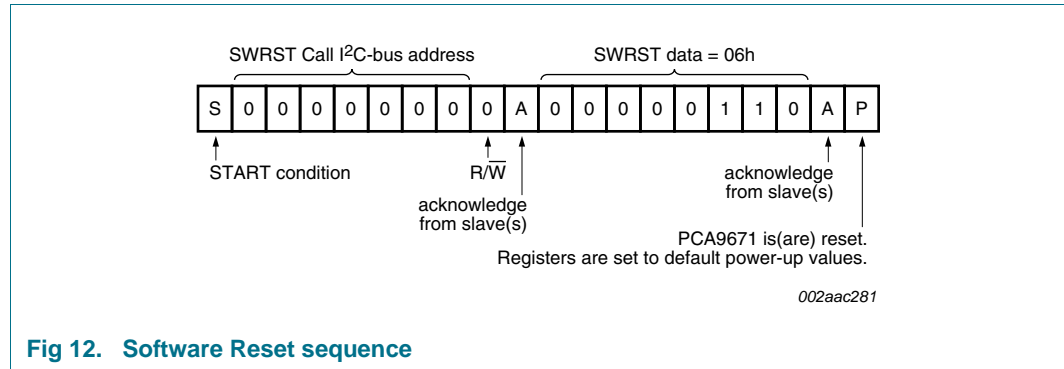 SWRST Call I2C-bus address SWRST data = 06h
S 0 0 0 0 0 0 0 0 A 0 0 0 0 0 1 1 0 A P
START condition R/W acknowledge
from slave(s)
acknowledge
from slave(s)
PCA9671 is(are) reset.
Registers are set to default power-up values.
002aac281
Fig 12. Software Reset sequence